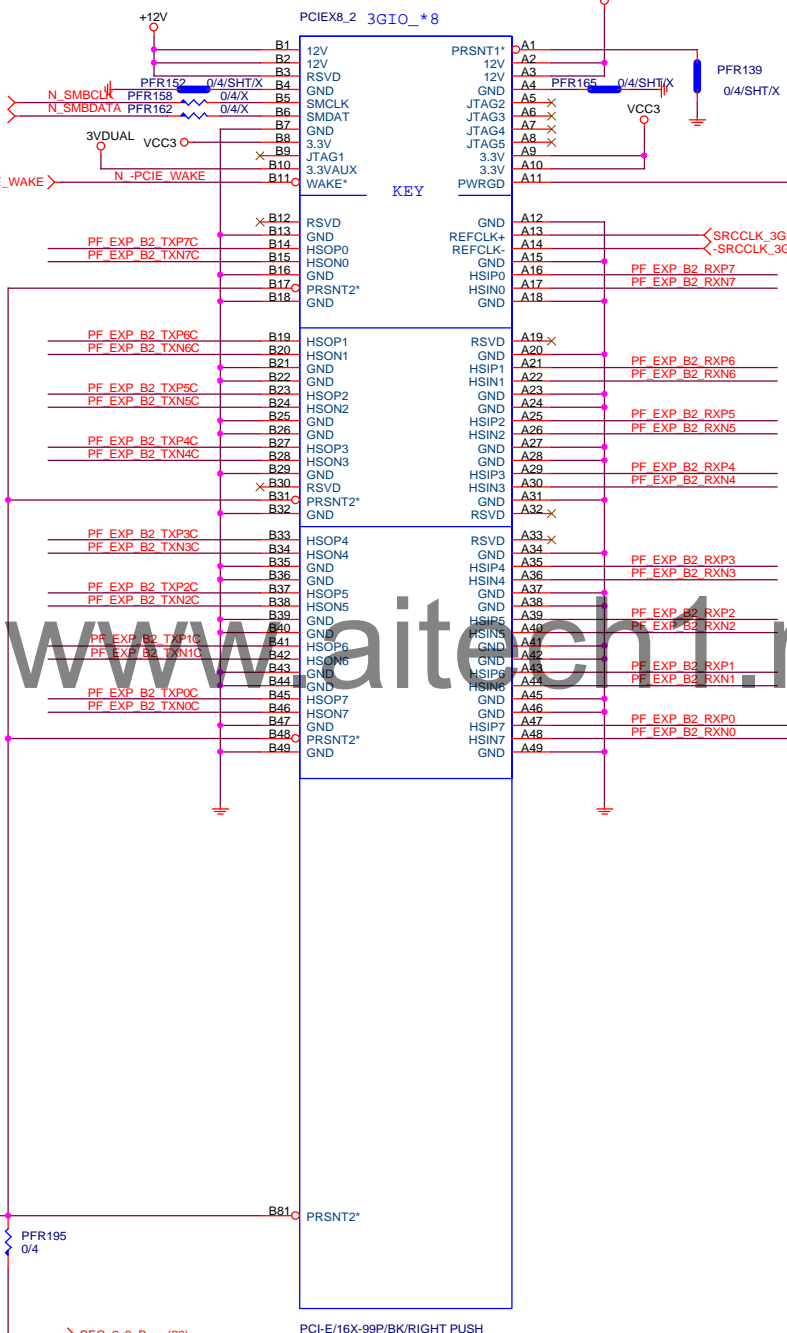 PCIEX8_2 3GIO_*8
+12V
B1 12V PRSNT1* A1
B2 12V 12V A2
B3 RSVD 12V A3
PFR152 0/4/SHT/X B4 GND GND A4 PFR165 0/4/SHT/X
PFR139
0/4/SHT/X
N_SMBCLK PFR158 0/4/X B5 SMCLK JTAG2 A5
N_SMBDATA PFR162 0/4/X B6 SMDAT JTAG3 A6 VCC3
B7 GND JTAG4 A7
3VDUAL VCC3 B8 3.3V JTAG5 A8
B9 JTAG1 3.3V A9
B10 3.3VAUX 3.3V A10
E_WAKE N_-PCIE_WAKE B11 WAKE* PWRGD A11
KEY
B12 RSVD GND A12
B13 GND REFCLK+ A13 SRCCLK_3G
PF_EXP_B2_TXP7C B14 HSOP0 REFCLK- A14 -SRCCLK_3G
PF_EXP_B2_TXN7C B15 HSON0 GND A15
B16 GND HSIP0 A16 PF_EXP_B2_RXP7
B17 PRSNT2* HSIN0 A17 PF_EXP_B2_RXN7
B18 GND GND A18
PF_EXP_B2_TXP6C B19 HSOP1 RSVD A19
PF_EXP_B2_TXN6C B20 HSON1 GND A20
B21 GND HSIP1 A21 PF_EXP_B2_RXP6
B22 GND HSIN1 A22 PF_EXP_B2_RXN6
PF_EXP_B2_TXP5C B23 HSOP2 GND A23
PF_EXP_B2_TXN5C B24 HSON2 GND A24
B25 GND HSIP2 A25 PF_EXP_B2_RXP5
B26 GND HSIN2 A26 PF_EXP_B2_RXN5
PF_EXP_B2_TXP4C B27 HSOP3 GND A27
PF_EXP_B2_TXN4C B28 HSON3 GND A28
B29 GND HSIP3 A29 PF_EXP_B2_RXP4
B30 RSVD HSIN3 A30 PF_EXP_B2_RXN4
B31 PRSNT2* GND A31
B32 GND RSVD A32
PF_EXP_B2_TXP3C B33 HSOP4 RSVD A33
PF_EXP_B2_TXN3C B34 HSON4 GND A34
B35 GND HSIP4 A35 PF_EXP_B2_RXP3
B36 GND HSIN4 A36 PF_EXP_B2_RXN3
PF_EXP_B2_TXP2C B37 HSOP5 GND A37
PF_EXP_B2_TXN2C B38 HSON5 GND A38
B39 GND HSIP5 A39 PF_EXP_B2_RXP2
B40 GND HSIN5 A40 PF_EXP_B2_RXN2
PF_EXP_B2_TXP1C B41 HSOP6 GND A41
PF_EXP_B2_TXN1C B42 HSON6 GND A42
www.aitech1.
B43 GND HSIP6 A43 PF_EXP_B2_RXP1
B44 GND HSIN6 A44 PF_EXP_B2_RXN1
PF_EXP_B2_TXP0C B45 HSOP7 GND A45
PF_EXP_B2_TXN0C B46 HSON7 GND A46
B47 GND HSIP7 A47 PF_EXP_B2_RXP0
B48 PRSNT2* HSIN7 A48 PF_EXP_B2_RXN0
B49 GND GND A49
B81 PRSNT2*
PFR195
0/4
PCI-E/16X-99P/BK/RIGHT PUSH